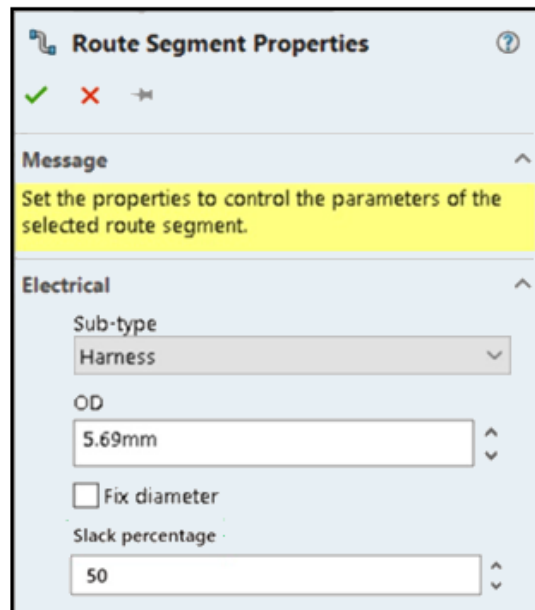 Route Segment Properties
Message
Set the properties to control the parameters of the
selected route segment.
Electrical
Sub-type
Harness
OD
5.69mm
Fix diameter
Slack percentage
50